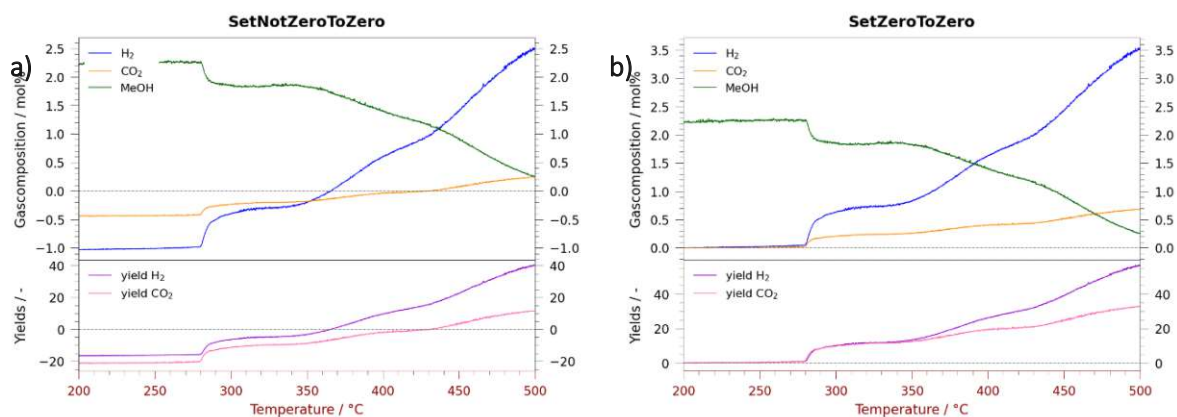 a)
SetNotZeroToZero
Gascomposition / mol%
2.5
2.0
1.5
1.0
0.5
0.0
−0.5
−1.0
H₂
CO₂
MeOH
2.5
2.0
1.5
1.0
0.5
0.0
−0.5
−1.0
Yields / -
40
20
0
−20
yield H₂
yield CO₂
40
20
0
−20
200 250 300 350 400 450 500
Temperature / °C
b)
SetZeroToZero
Gascomposition / mol%
3.5
3.0
2.5
2.0
1.5
1.0
0.5
0.0
H₂
CO₂
MeOH
3.5
3.0
2.5
2.0
1.5
1.0
0.5
0.0
Yields / -
40
20
0
yield H₂
yield CO₂
40
20
0
200 250 300 350 400 450 500
Temperature / °C